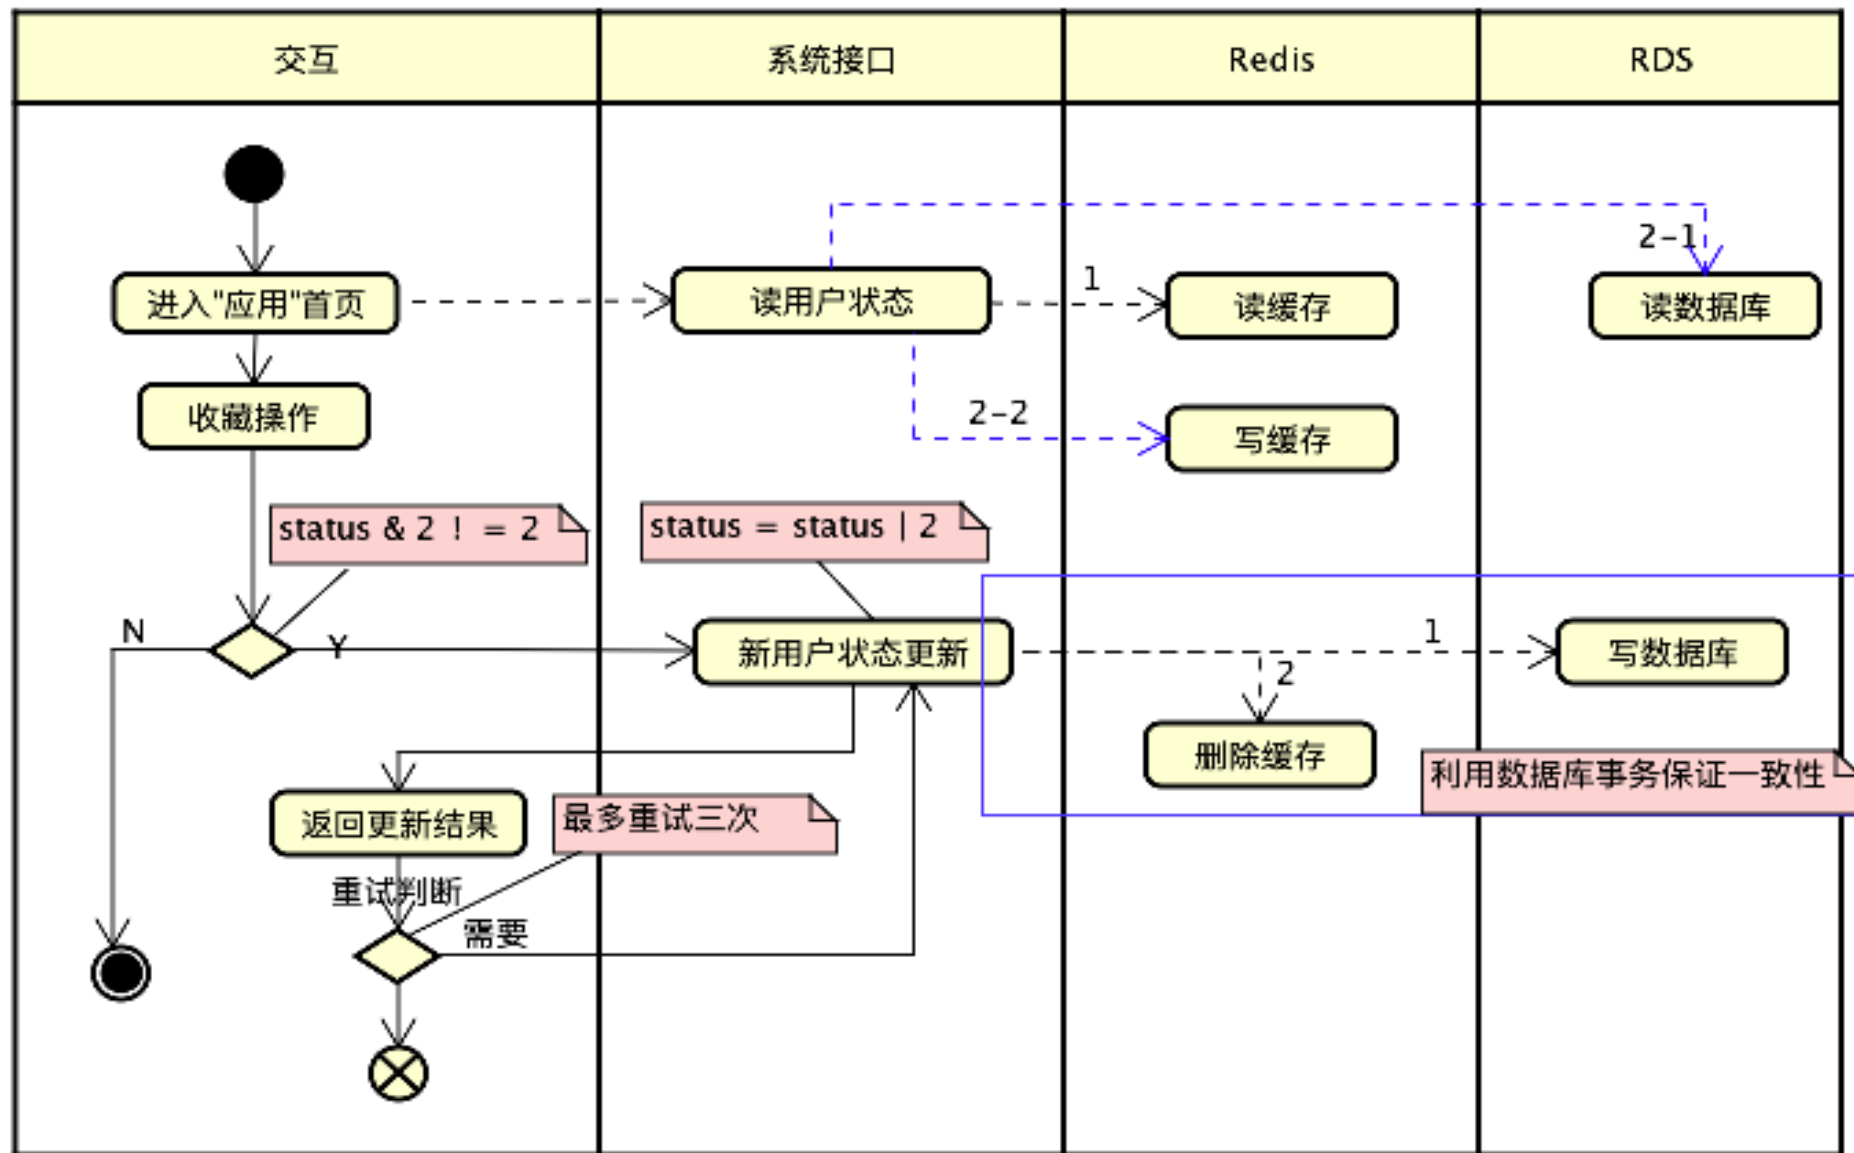 交互
系统接口
Redis
RDS
2-1
进入"应用"首页
读用户状态
1
读缓存
读数据库
收藏操作
2-2
写缓存
status & 2 ! = 2
status = status | 2
N
Y
新用户状态更新
1
写数据库
2
删除缓存
利用数据库事务保证一致性
返回更新结果
最多重试三次
重试判断
需要